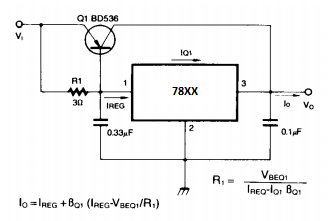 Q1 BD536
Vi
IQ1
R1
3Ω
IREG
1
78XX
3
IO
VO
0.33μF
2
0.1μF
R1 = VBEQ1 / IREG-IQ1 βQ1
IO = IREG + βQ1 (IREG-VBEQ1/R1)